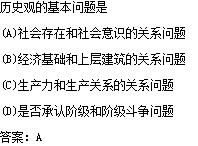 历史观的基本问题是
(A)社会存在和社会意识的关系问题
(B)经济基础和上层建筑的关系问题
(C)生产力和生产关系的关系问题
(D)是否承认阶级和阶级斗争问题
答案：A